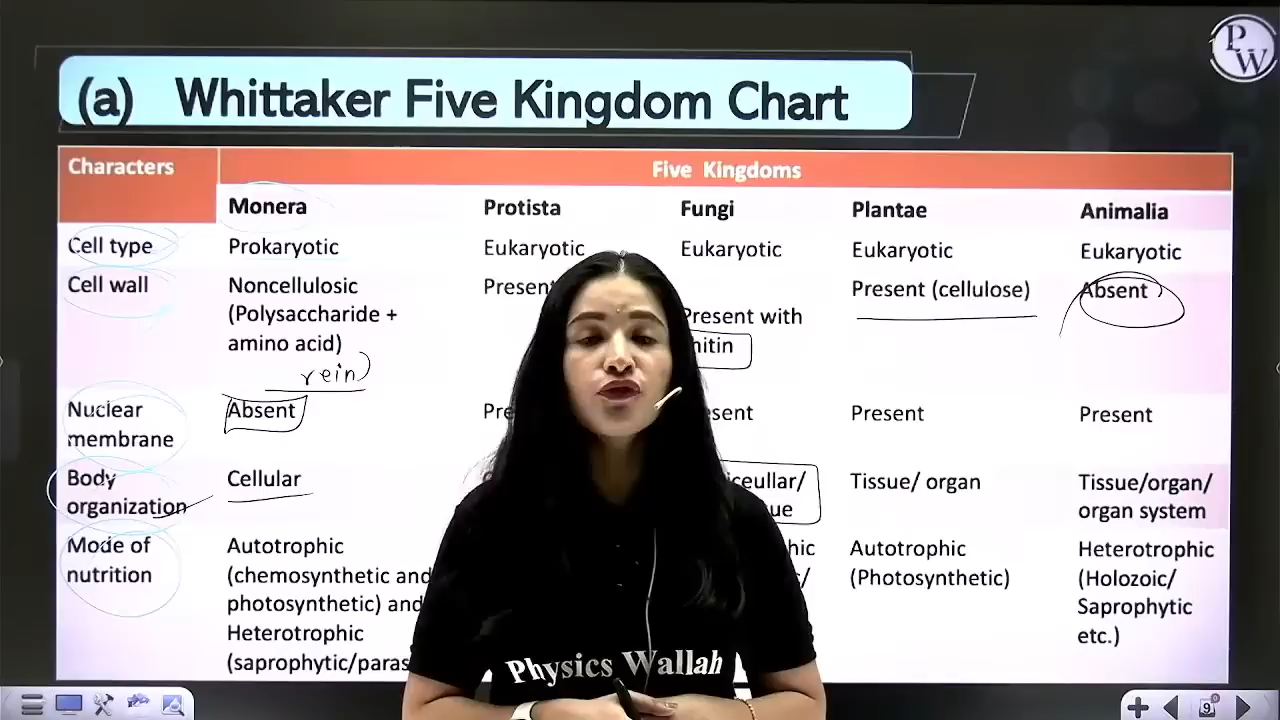 P
W
(a) Whittaker Five Kingdom Chart
Characters
Five Kingdoms
Monera Protista Fungi Plantae Animalia
Cell type Prokaryotic Eukaryotic Eukaryotic Eukaryotic Eukaryotic
Cell wall Noncellulosic Present (cellulose) Absent
(Polysaccharide + Present with
amino acid)
rein
Nuclear Absent Present Present
membrane
Body Cellular Tissue/ organ Tissue/organ/
organization organ system
Mode of Autotrophic Autotrophic Heterotrophic
nutrition (chemosynthetic and (Photosynthetic) (Holozoic/
photosynthetic) and Saprophytic
Heterotrophic etc.)
Physics Wallah
9